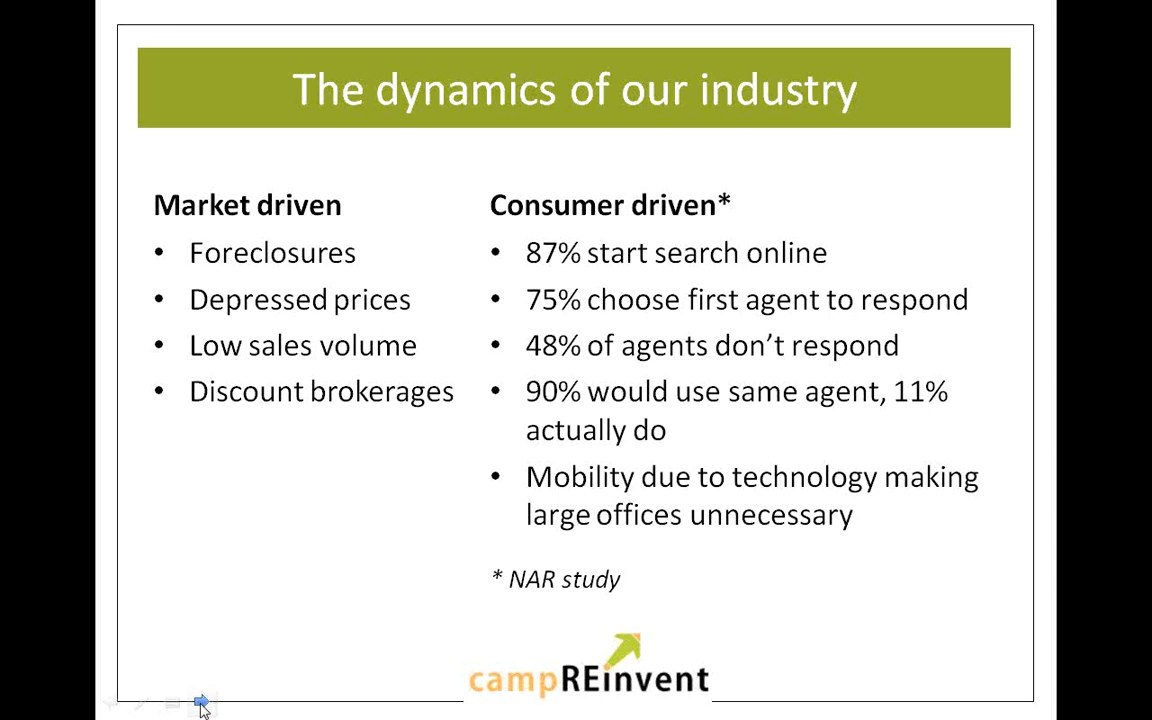 The dynamics of our industry
Market driven
• Foreclosures
• Depressed prices
• Low sales volume
• Discount brokerages
Consumer driven*
• 87% start search online
• 75% choose first agent to respond
• 48% of agents don’t respond
• 90% would use same agent, 11%
actually do
• Mobility due to technology making
large offices unnecessary
* NAR study
campREinvent